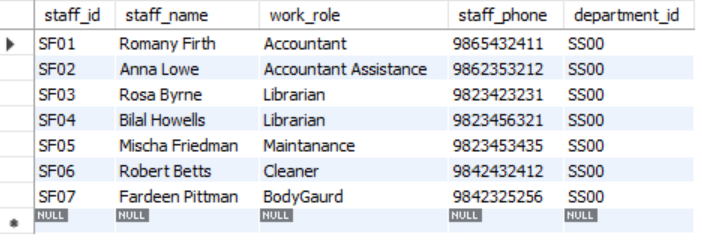 staff_id staff_name work_role staff_phone department_id
SF01 Romany Firth Accountant 9865432411 SS00
SF02 Anna Lowe Accountant Assistance 9862353212 SS00
SF03 Rosa Byrne Librarian 9823423231 SS00
SF04 Bilal Howells Librarian 9823456321 SS00
SF05 Mischa Friedman Maintanance 9823453435 SS00
SF06 Robert Betts Cleaner 9842432412 SS00
SF07 Fardeen Pittman BodyGaurd 9842325256 SS00
NULL NULL NULL NULL NULL